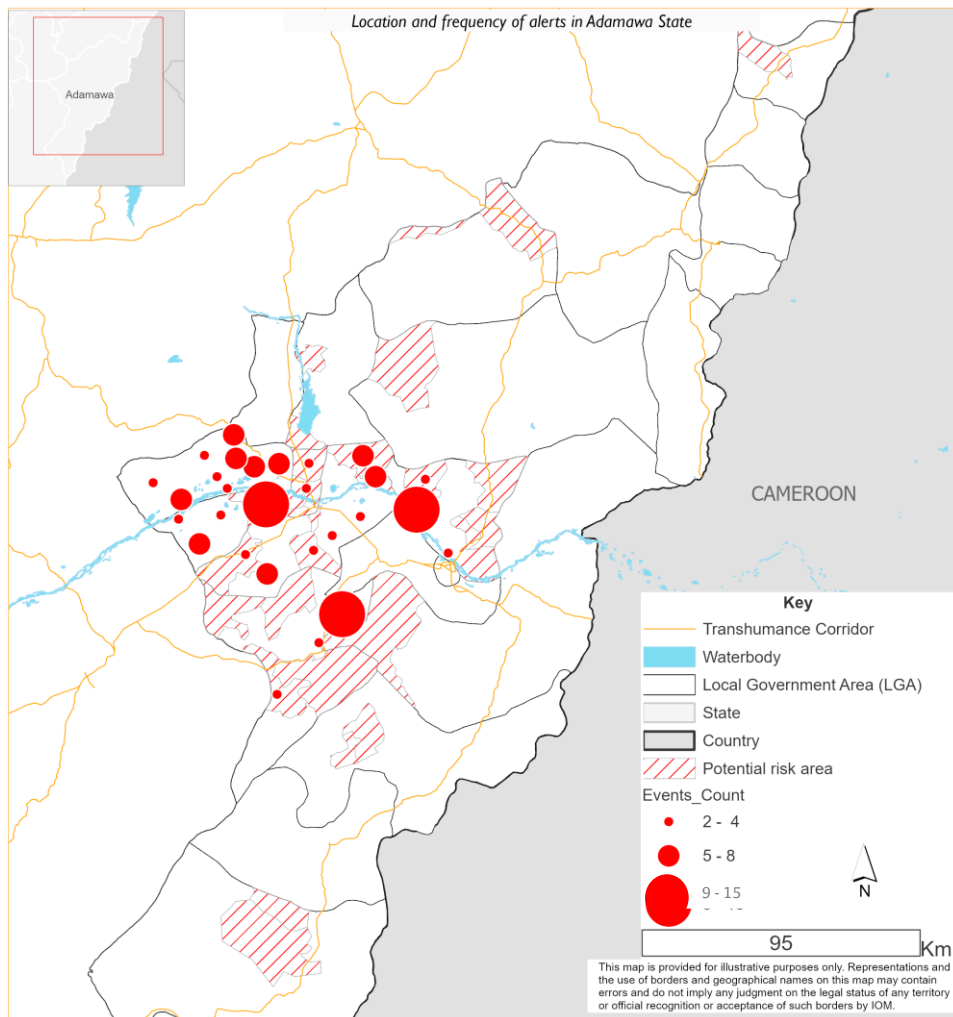 Location and frequency of alerts in Adamawa State
Adamawa
CAMEROON
Key
Transhumance Corridor
Waterbody
Local Government Area (LGA)
State
Country
Potential risk area
Events_Count
2 - 4
5 - 8
9 - 15
N
95
Km
This map is provided for illustrative purposes only. Representations and
the use of borders and geographical names on this map may contain
errors and do not imply any judgment on the legal status of any territory
or official recognition or acceptance of such borders by IOM.